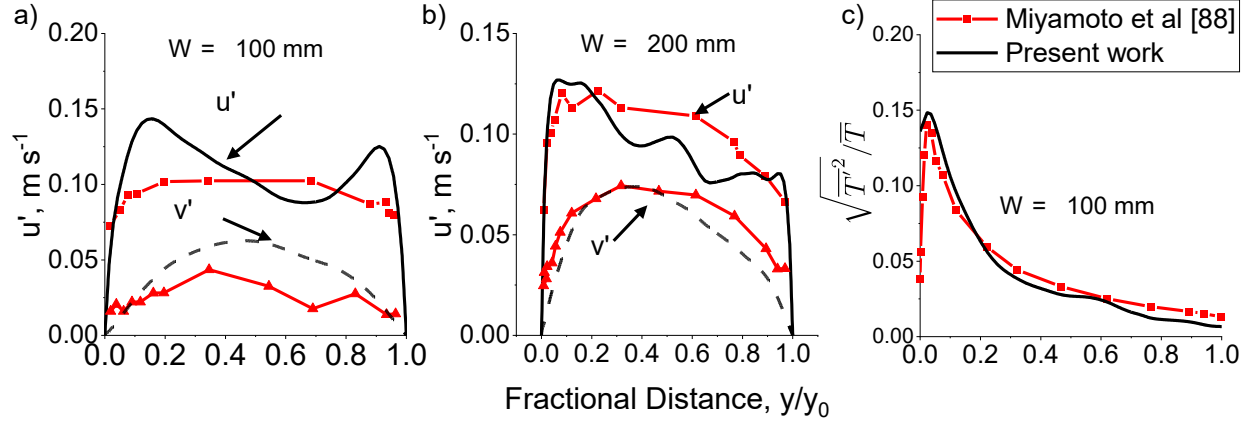 a)
W = 100 mm
u'
v'
u', m s⁻¹
0.20
0.15
0.10
0.05
0.00
0.0 0.2 0.4 0.6 0.8 1.0
b)
W = 200 mm
u'
v'
u', m s⁻¹
0.15
0.10
0.05
0.00
0.0 0.2 0.4 0.6 0.8 1.0
Fractional Distance, y/y₀
c)
Miyamoto et al [88]
Present work
W = 100 mm
√T'²/T
0.20
0.15
0.10
0.05
0.00
0.0 0.2 0.4 0.6 1.0